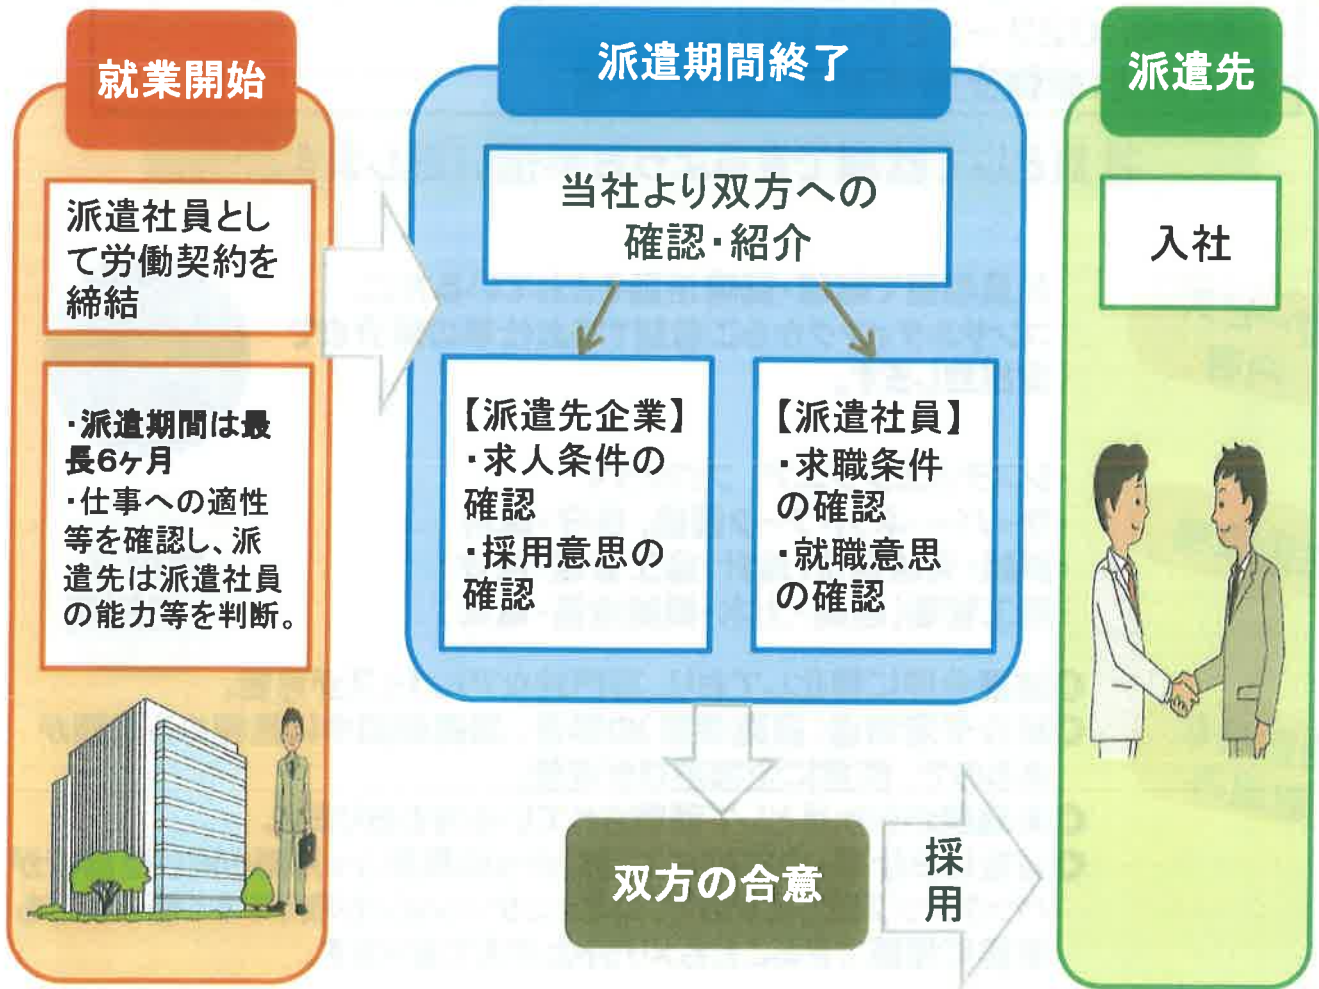 就業開始
派遣社員とし
て労働契約を
締結
・派遣期間は最
長6ヶ月
・仕事への適性
等を確認し、派
遣先は派遣社員
の能力等を判断。
派遣期間終了
当社より双方への
確認・紹介
【派遣先企業】
・求人条件の
確認
・採用意思の
確認
【派遣社員】
・求職条件
の確認
・就職意思
の確認
双方の合意
採
用
派遣先
入社